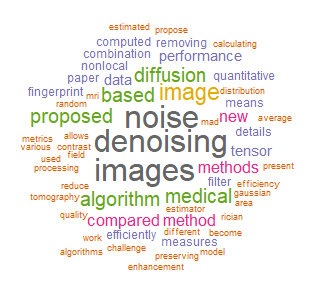 estimated propose
computed removing calculating
combination performance
nonlocal diffusion quantitative
paper data
fingerprint based image distribution
mri means
random noise mad average
proposed new
metrics allows details
various contrast denoising
used field tensor
processing images methods present
reduce filter efficiency
tomography algorithm medical gaussian
area
quality estimator rician
compared method
work efficiently different become
algorithms challenge measures model
preserving
enhancement